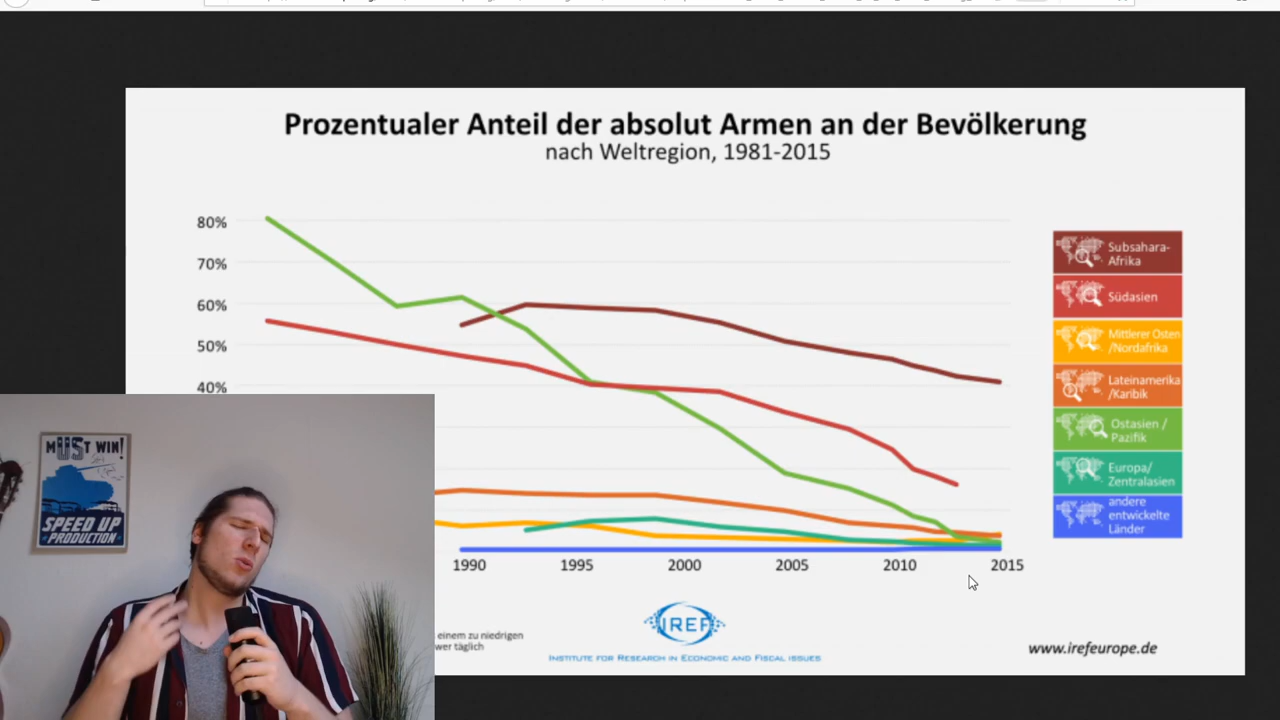 Prozentualer Anteil der absolut Armen an der Bevölkerung
nach Weltregion, 1981-2015
80%
70%
60%
50%
40%
Subsahara-
Afrika
Südasien
Mittlerer Osten
/Nordafrika
Lateinamerika
/Karibik
Ostasien /
Pazifik
Europa/
Zentralasien
andere
entwickelte
Länder
1990
1995
2000
2005
2010
2015
einem zu niedrigen
wer täglich
IREF
INSTITUTE FOR RESEARCH IN ECONOMIC AND FISCAL ISSUES
www.irefeurope.de
MUST WIN!
SPEED UP
PRODUCTION